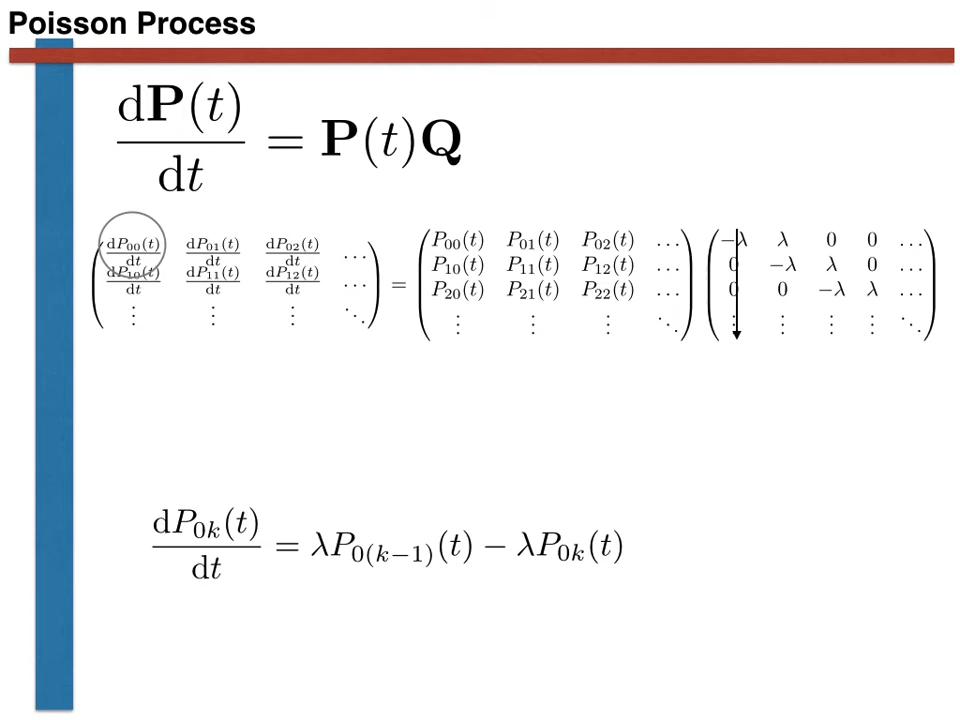 Poisson Process
dP(t)/dt = P(t)Q
( dP₀₀(t)/dt dP₀₁(t)/dt dP₀₂(t)/dt … ) = ( P₀₀(t) P₀₁(t) P₀₂(t) … ) ( −λ λ 0 0 … )
( dP₁₀(t)/dt dP₁₁(t)/dt dP₁₂(t)/dt … ) ( P₁₀(t) P₁₁(t) P₁₂(t) … ) ( 0 −λ λ 0 … )
( ⋮ ⋮ ⋮ ⋱ ) ( P₂₀(t) P₂₁(t) P₂₂(t) … ) ( 0 0 −λ λ … )
( ⋮ ⋮ ⋮ ⋱ ) ( ⋮ ⋮ ⋮ ⋮ ⋱ )
dP₀ₖ(t)/dt = λP₀₍ₖ₋₁₎(t) − λP₀ₖ(t)